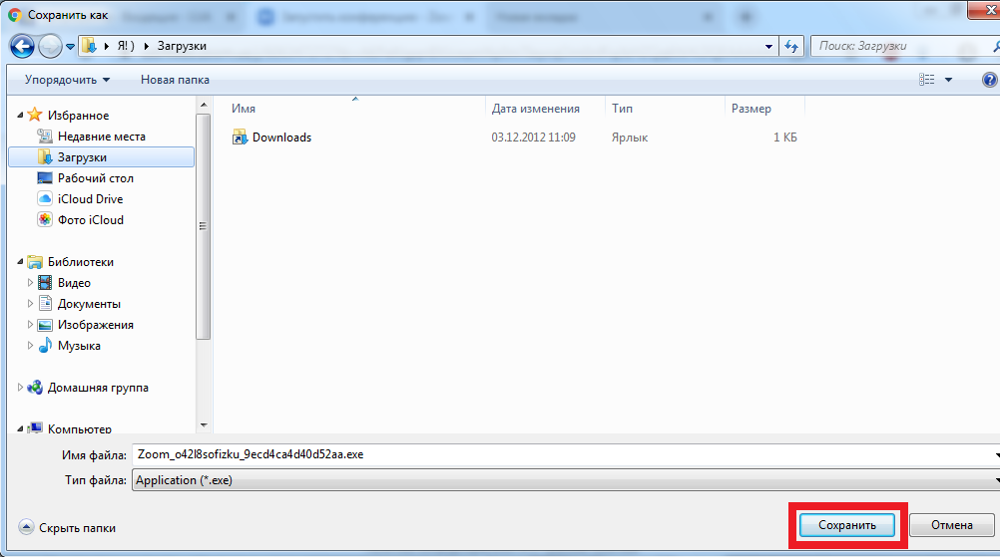 Сохранить как
Я! ) Загрузки
Поиск: Загрузки
Упорядочить Новая папка
Избранное
Недавние места
Загрузки
Рабочий стол
iCloud Drive
Фото iCloud
Библиотеки
Видео
Документы
Изображения
Музыка
Домашняя группа
Компьютер
Имя Дата изменения Тип Размер
Downloads 03.12.2012 11:09 Ярлык 1 КБ
Имя файла: Zoom_o42l8sofizku_9ecd4ca4d40d52aa.exe
Тип файла: Application (*.exe)
Скрыть папки
Сохранить Отмена